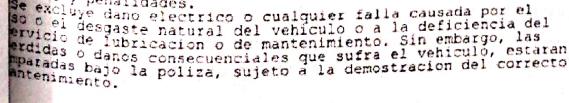 penalidades.
Se excluye dano electrico o cualquier falla causada por el
so o el desgaste natural del vehiculo o a la deficiencia del
ervicio de lubricacion o de mantenimiento. Sin embargo, las
erdidas o danos consecuenciales que sufra el vehiculo, estaran
mparadas bajo la poliza, sujeto a la demostracion del correcto
antenimiento.